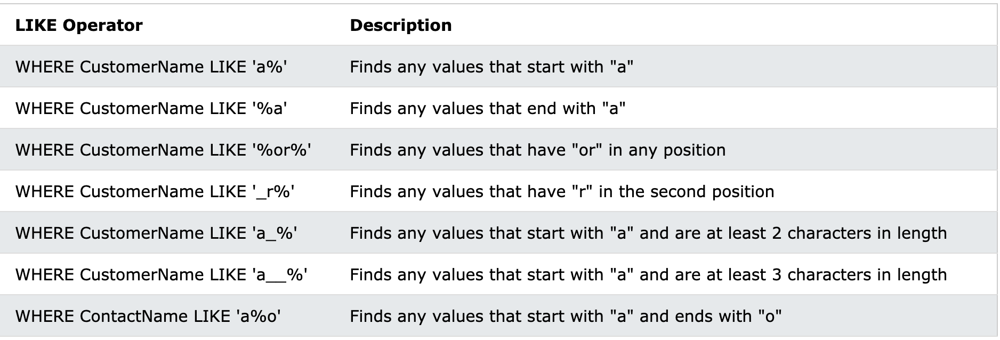 LIKE Operator Description
WHERE CustomerName LIKE 'a%' Finds any values that start with "a"
WHERE CustomerName LIKE '%a' Finds any values that end with "a"
WHERE CustomerName LIKE '%or%' Finds any values that have "or" in any position
WHERE CustomerName LIKE '_r%' Finds any values that have "r" in the second position
WHERE CustomerName LIKE 'a_%' Finds any values that start with "a" and are at least 2 characters in length
WHERE CustomerName LIKE 'a__%' Finds any values that start with "a" and are at least 3 characters in length
WHERE ContactName LIKE 'a%o' Finds any values that start with "a" and ends with "o"